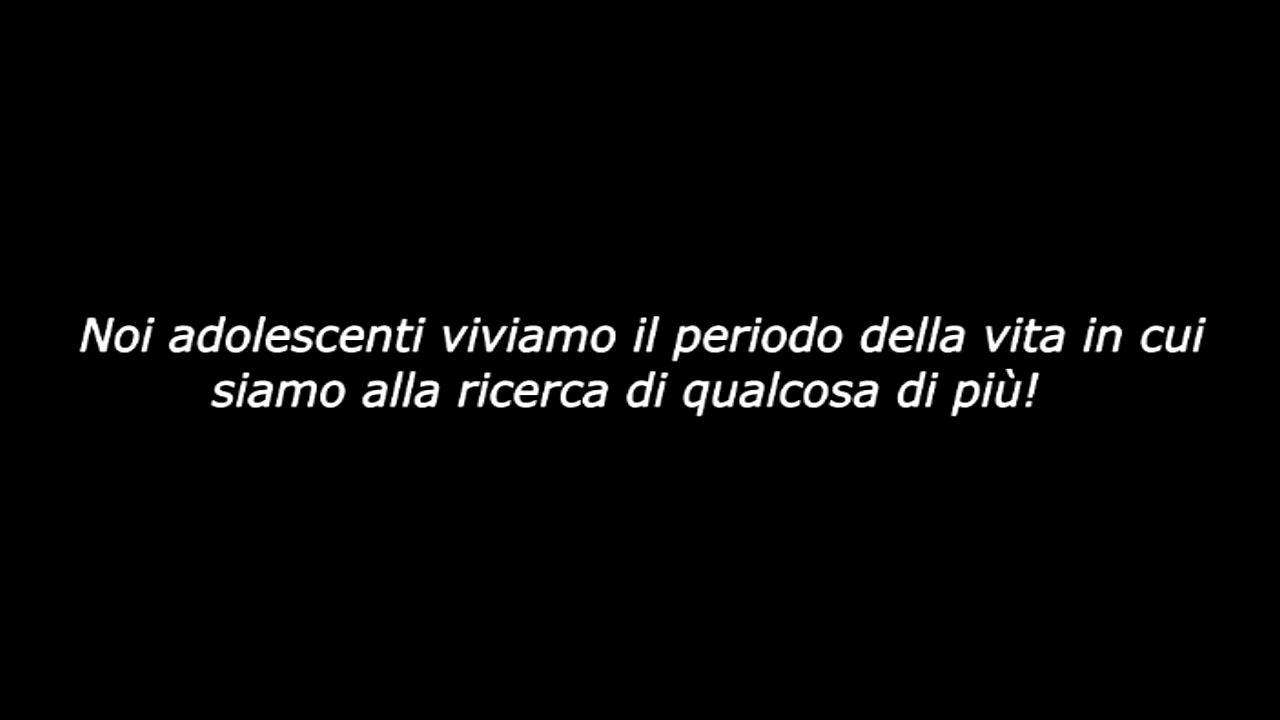 Noi adolescenti viviamo il periodo della vita in cui
siamo alla ricerca di qualcosa di più!